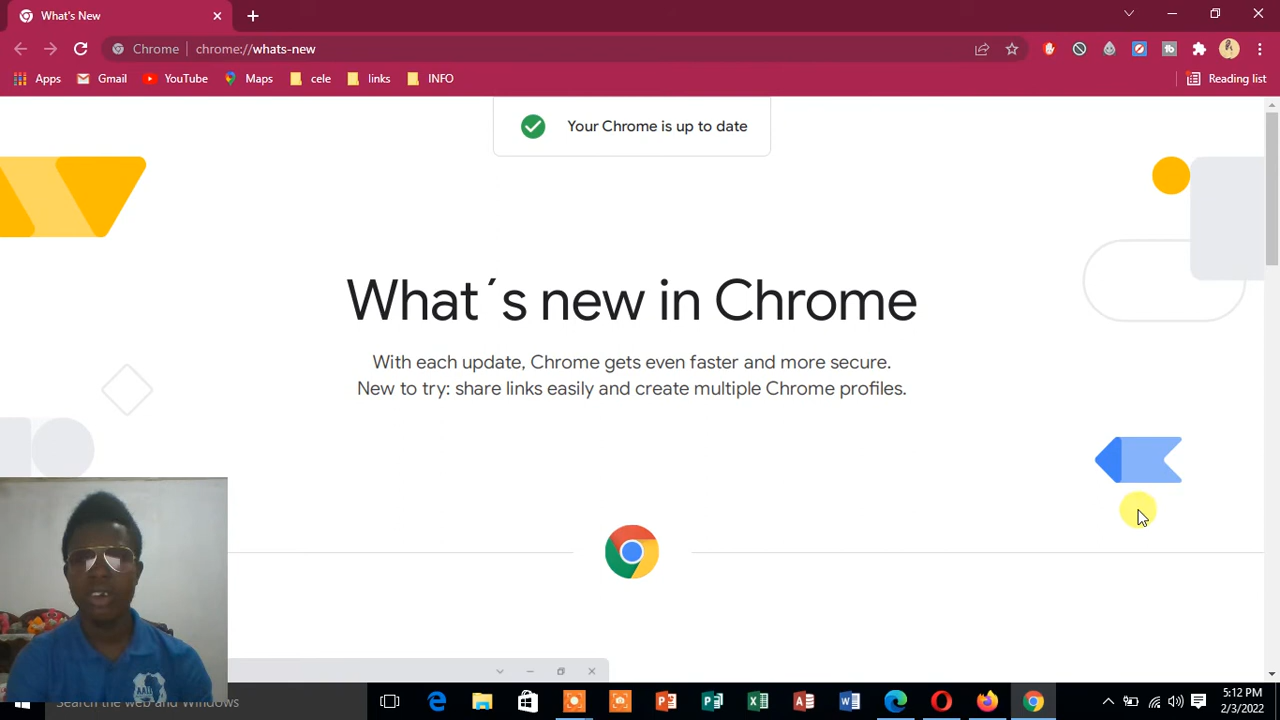 What's New
Chrome | chrome://whats-new
Apps Gmail YouTube Maps cele links INFO Reading list
Your Chrome is up to date
What´s new in Chrome
With each update, Chrome gets even faster and more secure.
New to try: share links easily and create multiple Chrome profiles.
Search the web and Windows
5:12 PM
2/3/2022